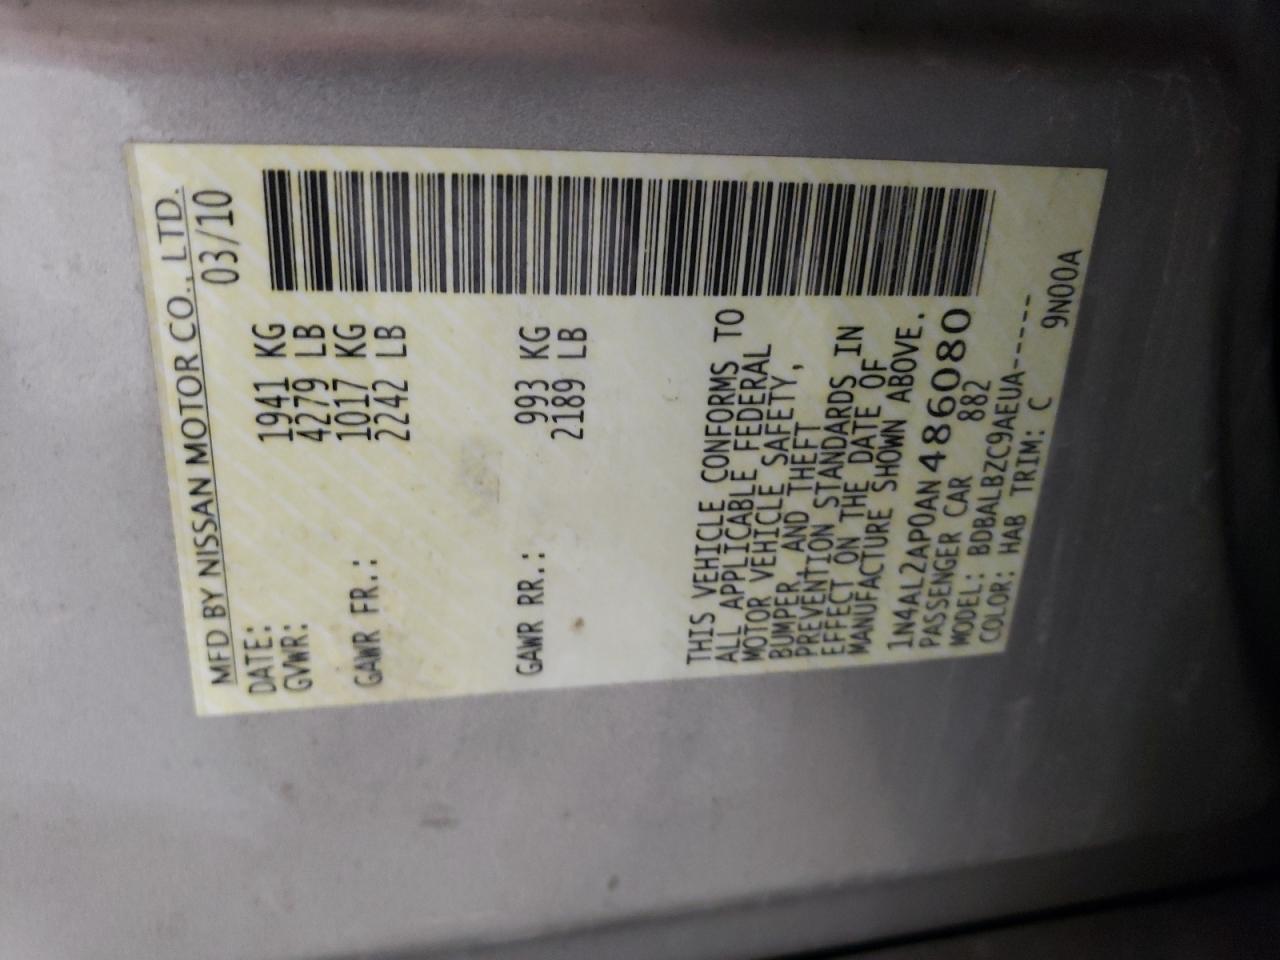 MFD BY NISSAN MOTOR CO., LTD.
DATE: 03/10
GVWR: 1941 KG
4279 LB
GAWR FR.: 1017 KG
2242 LB
GAWR RR.: 993 KG
2189 LB
THIS VEHICLE CONFORMS TO
ALL APPLICABLE FEDERAL
MOTOR VEHICLE SAFETY,
BUMPER, AND THEFT
PREVENTION STANDARDS IN
EFFECT ON THE DATE OF
MANUFACTURE SHOWN ABOVE.
1N4AL2AP0AN486080
PASSENGER CAR 882
MODEL: BDBALBZC9AEUA-----
COLOR: HAB TRIM: C 9N00A